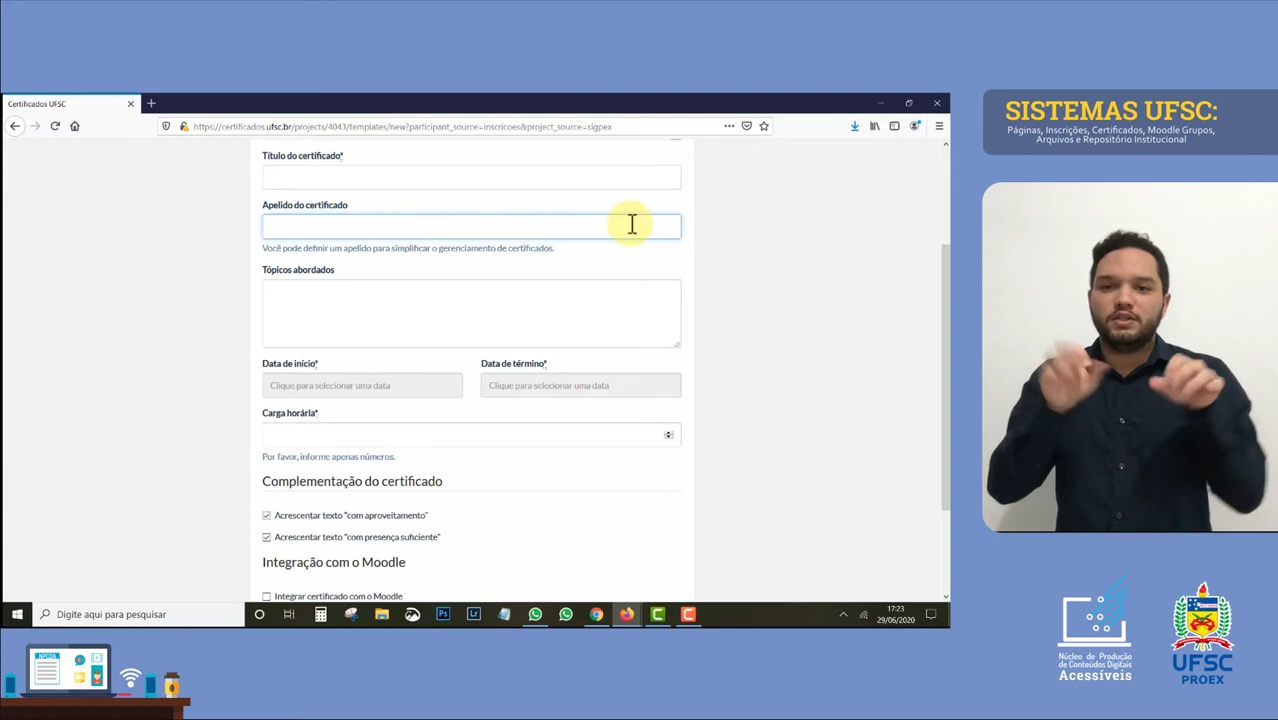 SISTEMAS UFSC:
Páginas, Inscrições, Certificados, Moodle Grupos,
Arquivos e Repositório Institucional
Certificados UFSC
https://certificados.ufsc.br/projects/4043/templates/new?participant_source=inscricoes&project_source=sigpex
Título do certificado*
Apelido do certificado
Você pode definir um apelido para simplificar o gerenciamento de certificados.
Tópicos abordados
Data de início*
Data de término*
Clique para selecionar uma data
Clique para selecionar uma data
Carga horária*
Por favor, informe apenas números.
Complementação do certificado
Acrescentar texto "com aproveitamento"
Acrescentar texto "com presença suficiente"
Integração com o Moodle
Integrar certificado com o Moodle
Digite aqui para pesquisar
Ps
Lr
17:23
29/06/2020
NPCDA
Núcleo de Produção
de Conteúdos Digitais
Acessíveis
UFSC
PROEX